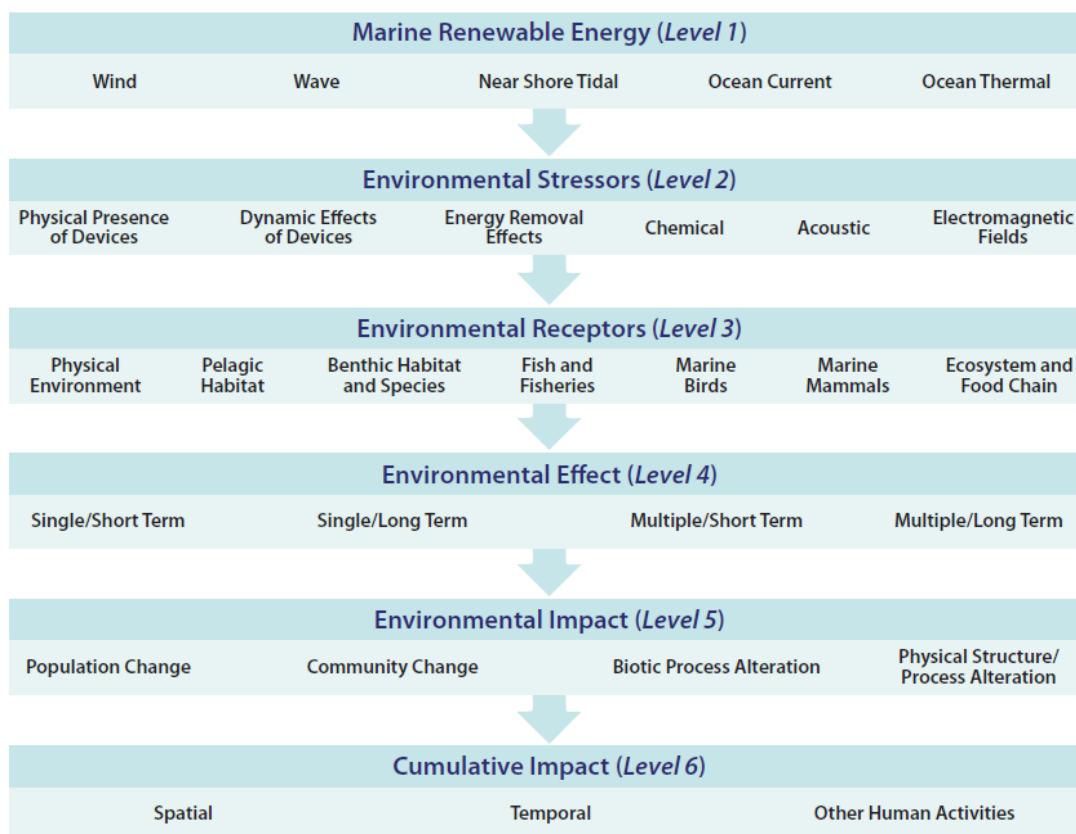 Marine Renewable Energy (Level 1)
Wind Wave Near Shore Tidal Ocean Current Ocean Thermal
Environmental Stressors (Level 2)
Physical Presence of Devices
Dynamic Effects of Devices
Energy Removal Effects
Chemical
Acoustic
Electromagnetic Fields
Environmental Receptors (Level 3)
Physical Environment
Pelagic Habitat
Benthic Habitat and Species
Fish and Fisheries
Marine Birds
Marine Mammals
Ecosystem and Food Chain
Environmental Effect (Level 4)
Single/Short Term Single/Long Term Multiple/Short Term Multiple/Long Term
Environmental Impact (Level 5)
Population Change
Community Change
Biotic Process Alteration
Physical Structure/
Process Alteration
Cumulative Impact (Level 6)
Spatial Temporal Other Human Activities